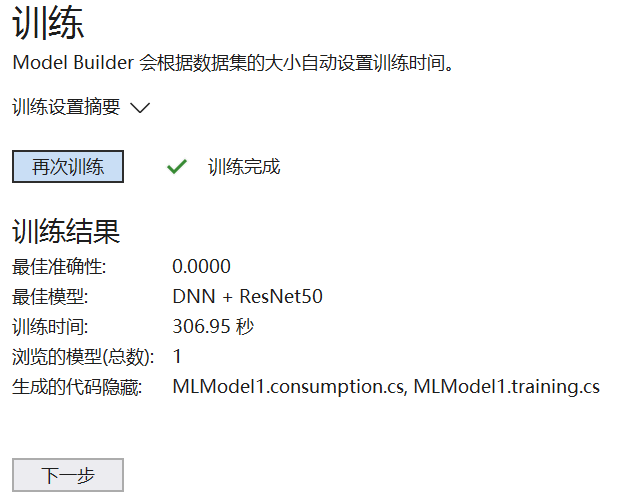 训练
Model Builder 会根据数据集的大小自动设置训练时间。
训练设置摘要
再次训练 训练完成
训练结果
最佳准确性: 0.0000
最佳模型: DNN + ResNet50
训练时间: 306.95 秒
浏览的模型(总数): 1
生成的代码隐藏: MLModel1.consumption.cs, MLModel1.training.cs
下一步